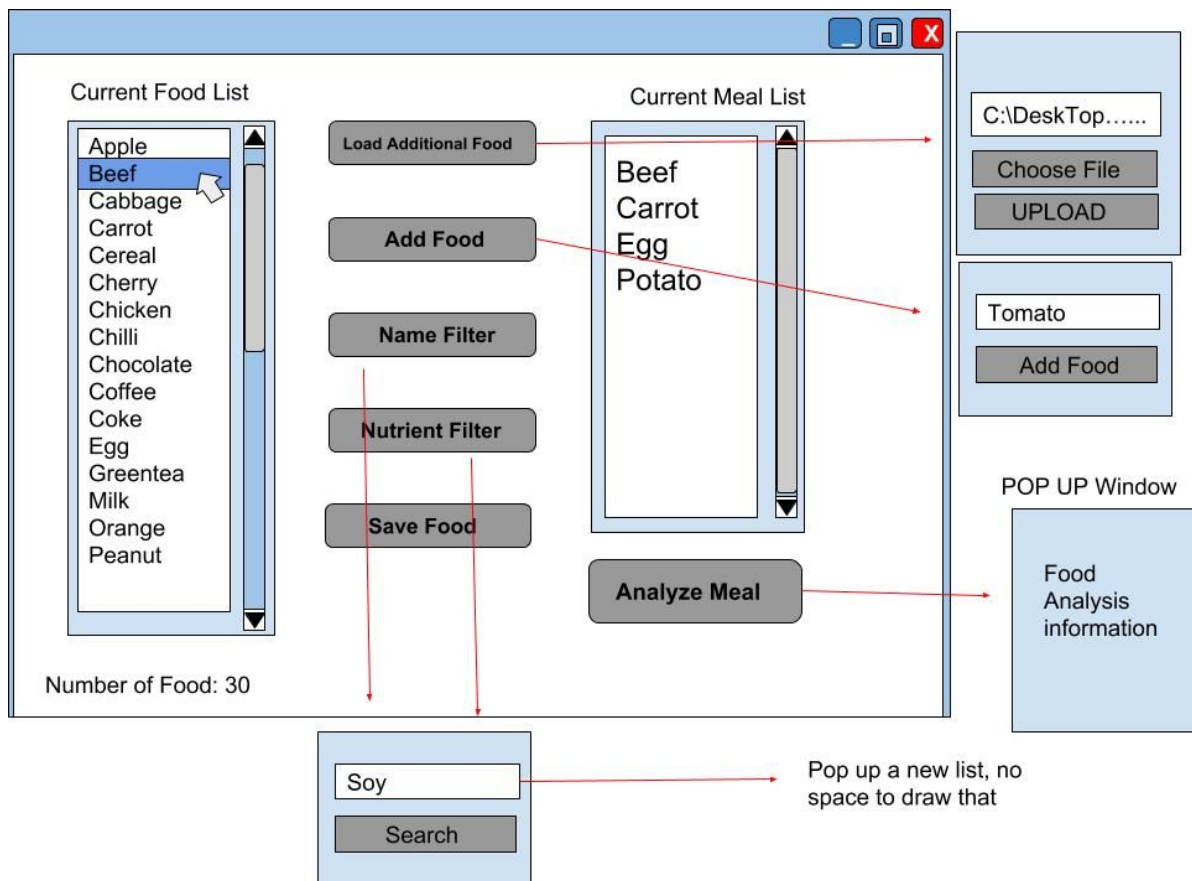 _
X
Current Food List
Apple
Beef
Cabbage
Carrot
Cereal
Cherry
Chicken
Chilli
Chocolate
Coffee
Coke
Egg
Greentea
Milk
Orange
Peanut
Number of Food: 30
Load Additional Food
Add Food
Name Filter
Nutrient Filter
Save Food
Current Meal List
Beef
Carrot
Egg
Potato
Analyze Meal
C:\DeskTop…...
Choose File
UPLOAD
Tomato
Add Food
POP UP Window
Food
Analysis
information
Soy
Search
Pop up a new list, no
space to draw that